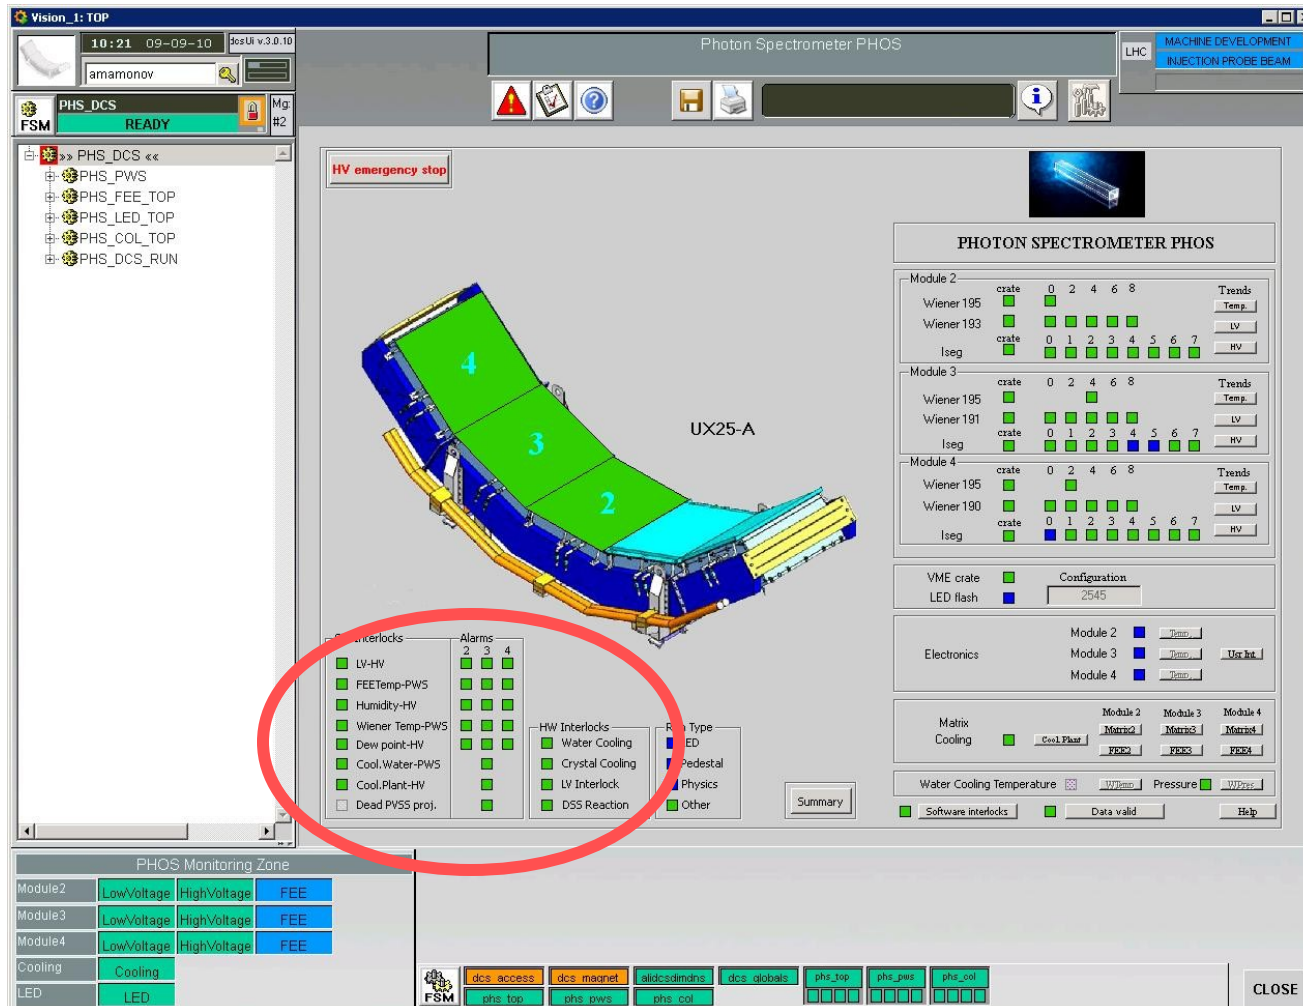 Vision_1: TOP
10:21 09-09-10
dcsUi v.3.0.10
amamonov
Photon Spectrometer PHOS
LHC
MACHINE DEVELOPMENT
INJECTION PROBE BEAM
FSM
PHS_DCS
READY
Mg:
#2
»» PHS_DCS ««
PHS_PWS
PHS_FEE_TOP
PHS_LED_TOP
PHS_COL_TOP
PHS_DCS_RUN
HV emergency stop
4
3
2
UX25-A
PHOTON SPECTROMETER PHOS
Module 2
crate 0 2 4 6 8 Trends
Wiener 195 Temp.
Wiener 193 LV
crate 0 1 2 3 4 5 6 7
Iseg HV
Module 3
crate 0 2 4 6 8 Trends
Wiener 195 Temp.
Wiener 191 LV
crate 0 1 2 3 4 5 6 7
Iseg HV
Module 4
crate 0 2 4 6 8 Trends
Wiener 195 Temp.
Wiener 190 LV
crate 0 1 2 3 4 5 6 7
Iseg HV
VME crate Configuration
LED flash 2545
Electronics
Module 2 Temp.
Module 3 Temp. Usr Int
Module 4 Temp.
Matrix
Cooling
Cool.Plant
Module 2 Module 3 Module 4
Matrix2 Matrix3 Matrix4
FEE2 FEE3 FEE4
Water Cooling Temperature WTemp Pressure WPres
Software interlocks Data valid Help
Interlocks
LV-HV
FEETemp-PWS
Humidity-HV
Wiener Temp-PWS
Dew point-HV
Cool.Water-PWS
Cool.Plant-HV
Dead PVSS proj.
Alarms
2 3 4
HW Interlocks
Water Cooling
Crystal Cooling
LV Interlock
DSS Reaction
Type
Pedestal
Physics
Other
Summary
PHOS Monitoring Zone
Module2 LowVoltage HighVoltage FEE
Module3 LowVoltage HighVoltage FEE
Module4 LowVoltage HighVoltage FEE
Cooling Cooling
LED LED
FSM
dcs_access dcs_magnet alidcsdimdns dcs_globals phs_top phs_pws phs_col
phs_top phs_pws phs_col
CLOSE